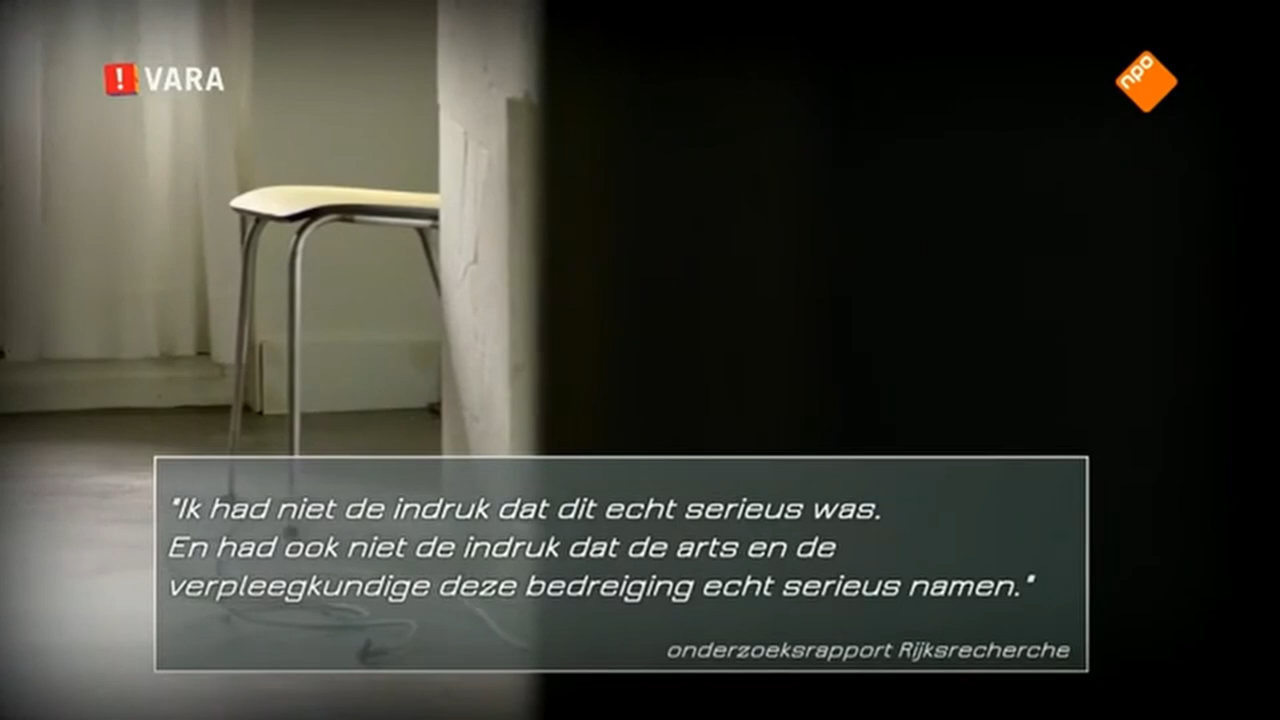 ! VARA
npo
"Ik had niet de indruk dat dit echt serieus was.
En had ook niet de indruk dat de arts en de
verpleegkundige deze bedreiging echt serieus namen."
onderzoeksrapport Rijksrecherche